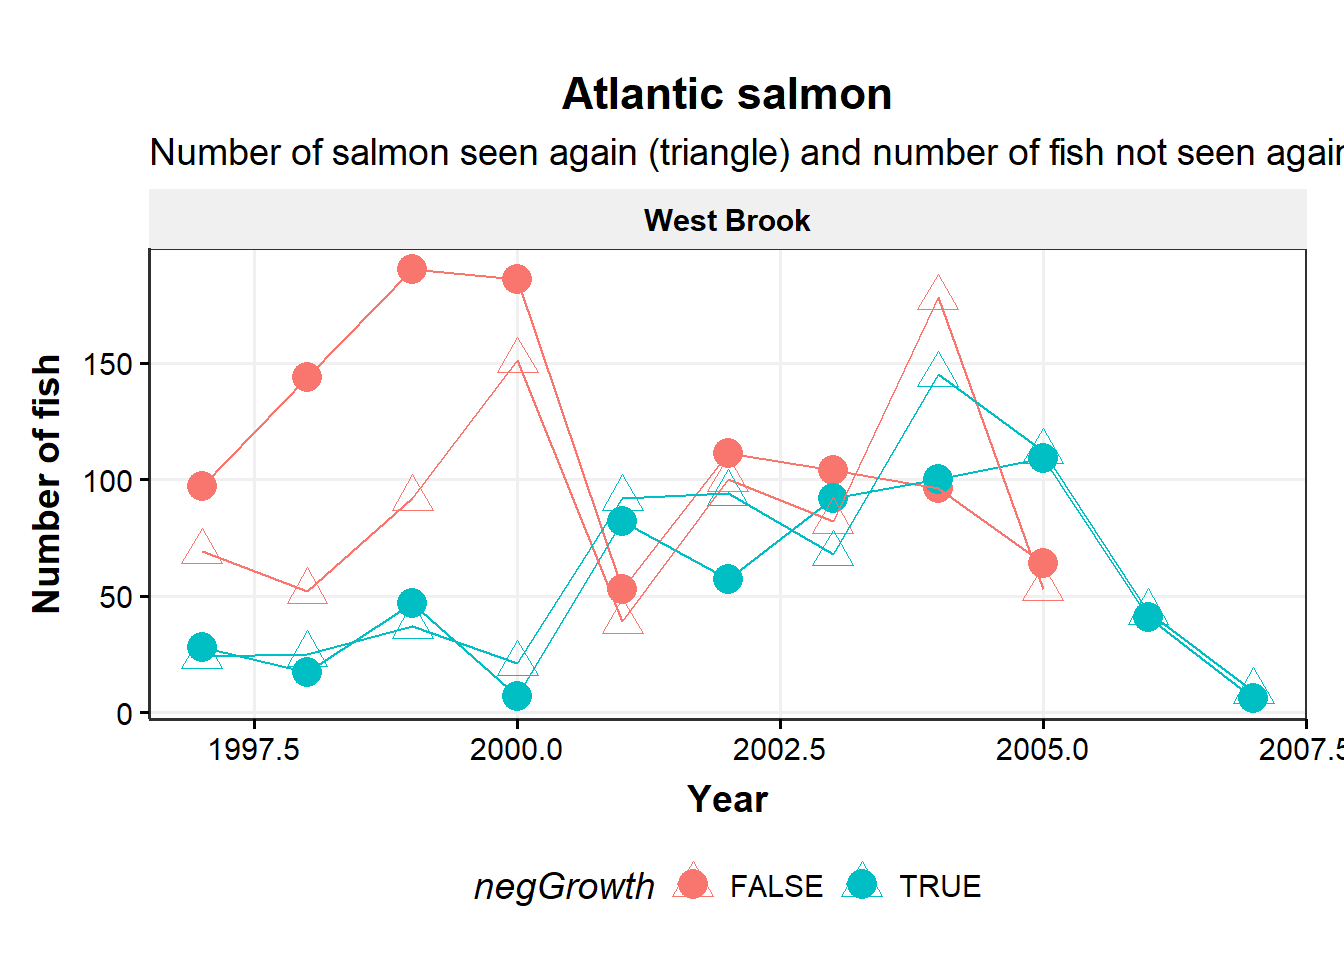 Atlantic salmon
Number of salmon seen again (triangle) and number of fish not seen again
West Brook
Number of fish
150
100
50
0
1997.5
2000.0
2002.5
2005.0
2007.5
Year
negGrowth FALSE TRUE